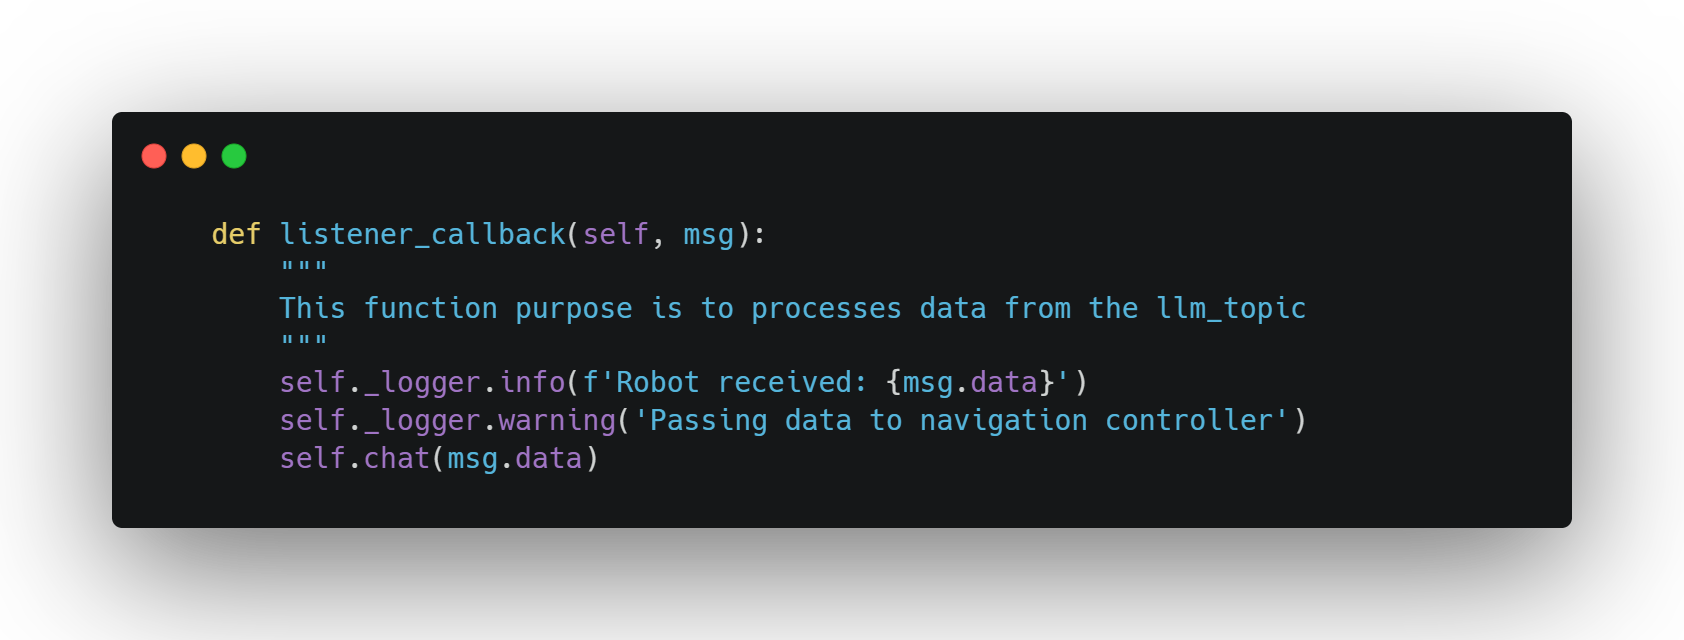 def listener_callback(self, msg):
"""
This function purpose is to processes data from the llm_topic
"""
self._logger.info(f'Robot received: {msg.data}')
self._logger.warning('Passing data to navigation controller')
self.chat(msg.data)